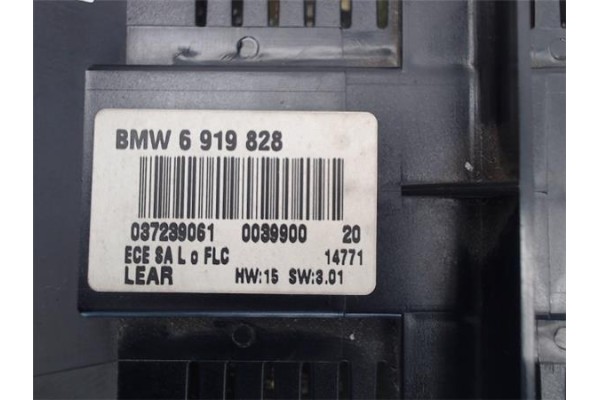 BMW 6 919 828
037239061 0039900 20
ECE SA L o FLC 14771
LEAR HW:15 SW:3.01